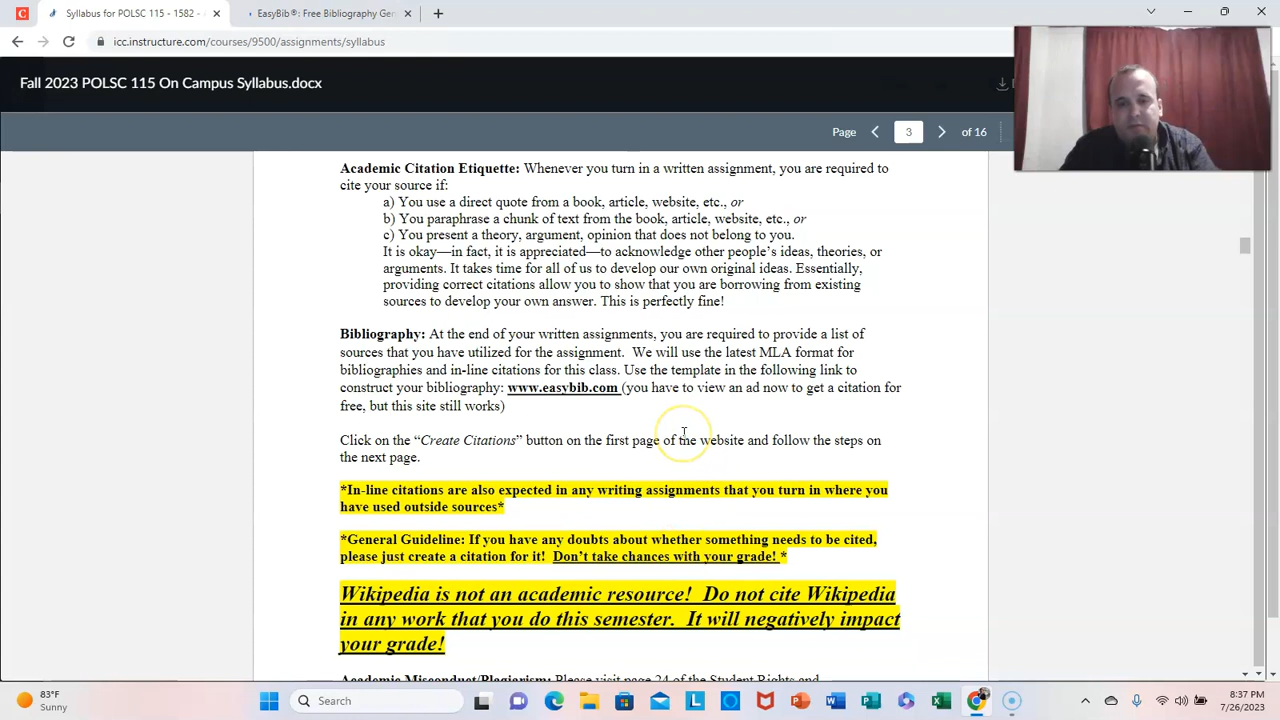 Syllabus for POLSC 115 - 1582 -
EasyBib®: Free Bibliography Gen
icc.instructure.com/courses/9500/assignments/syllabus
Fall 2023 POLSC 115 On Campus Syllabus.docx
Page 3 of 16
Academic Citation Etiquette: Whenever you turn in a written assignment, you are required to
cite your source if:
a) You use a direct quote from a book, article, website, etc., or
b) You paraphrase a chunk of text from the book, article, website, etc., or
c) You present a theory, argument, opinion that does not belong to you.
It is okay—in fact, it is appreciated—to acknowledge other people's ideas, theories, or
arguments. It takes time for all of us to develop our own original ideas. Essentially,
providing correct citations allow you to show that you are borrowing from existing
sources to develop your own answer. This is perfectly fine!
Bibliography: At the end of your written assignments, you are required to provide a list of
sources that you have utilized for the assignment. We will use the latest MLA format for
bibliographies and in-line citations for this class. Use the template in the following link to
construct your bibliography: www.easybib.com (you have to view an ad now to get a citation for
free, but this site still works)
Click on the “Create Citations” button on the first page of the website and follow the steps on
the next page.
*In-line citations are also expected in any writing assignments that you turn in where you
have used outside sources*
*General Guideline: If you have any doubts about whether something needs to be cited,
please just create a citation for it! Don't take chances with your grade! *
Wikipedia is not an academic resource! Do not cite Wikipedia
in any work that you do this semester. It will negatively impact
your grade!
Academic Misconduct/Plagiarism: Please visit page 24 of the Student Rights and
83°F
Sunny
Search
8:37 PM
7/26/2023